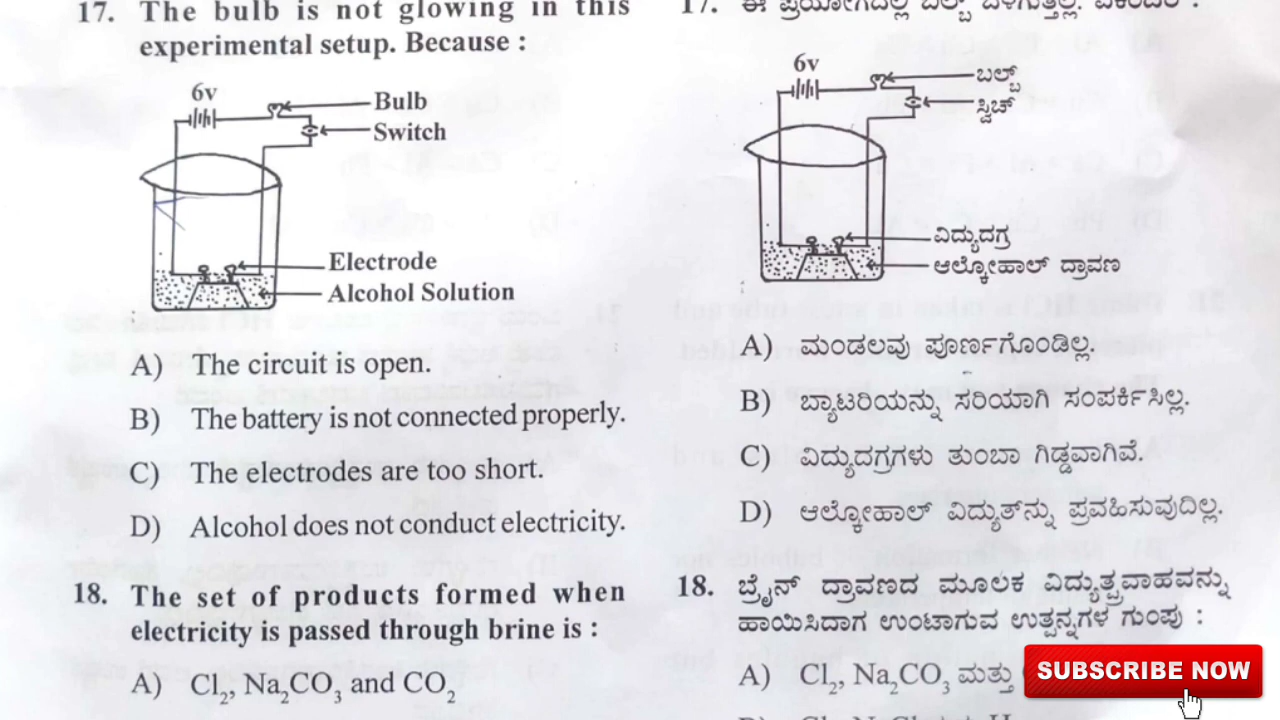 17. The bulb is not glowing in this
experimental setup. Because :
6v
Bulb
Switch
Electrode
Alcohol Solution
A) The circuit is open.
B) The battery is not connected properly.
C) The electrodes are too short.
D) Alcohol does not conduct electricity.
18. The set of products formed when
electricity is passed through brine is :
A) Cl₂, Na₂CO₃ and CO₂
17. ಈ ಪ್ರಯೋಗದಲ್ಲಿ ಬಲ್ಬ್
6v
ಬಲ್ಬ್
ಸ್ವಿಚ್
ವಿದ್ಯುದಗ್ರ
ಆಲ್ಕೋಹಾಲ್ ದ್ರಾವಣ
A) ಮಂಡಲವು ಪೂರ್ಣಗೊಂಡಿಲ್ಲ.
B) ಬ್ಯಾಟರಿಯನ್ನು ಸರಿಯಾಗಿ ಸಂಪರ್ಕಿಸಿಲ್ಲ.
C) ವಿದ್ಯುದಗ್ರಗಳು ತುಂಬಾ ಗಿಡ್ಡವಾಗಿವೆ.
D) ಆಲ್ಕೋಹಾಲ್ ವಿದ್ಯುತ್‌ನ್ನು ಪ್ರವಹಿಸುವುದಿಲ್ಲ.
18. ಬ್ರೈನ್ ದ್ರಾವಣದ ಮೂಲಕ ವಿದ್ಯುತ್ಪ್ರವಾಹವನ್ನು
ಹಾಯಿಸಿದಾಗ ಉಂಟಾಗುವ ಉತ್ಪನ್ನಗಳ ಗುಂಪು :
A) Cl₂, Na₂CO₃ ಮತ್ತು
SUBSCRIBE NOW